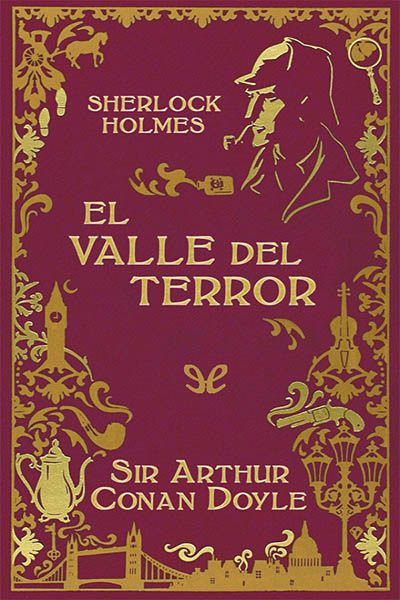 SHERLOCK
HOLMES
EL
VALLE DEL
TERROR
SIR ARTHUR
CONAN DOYLE